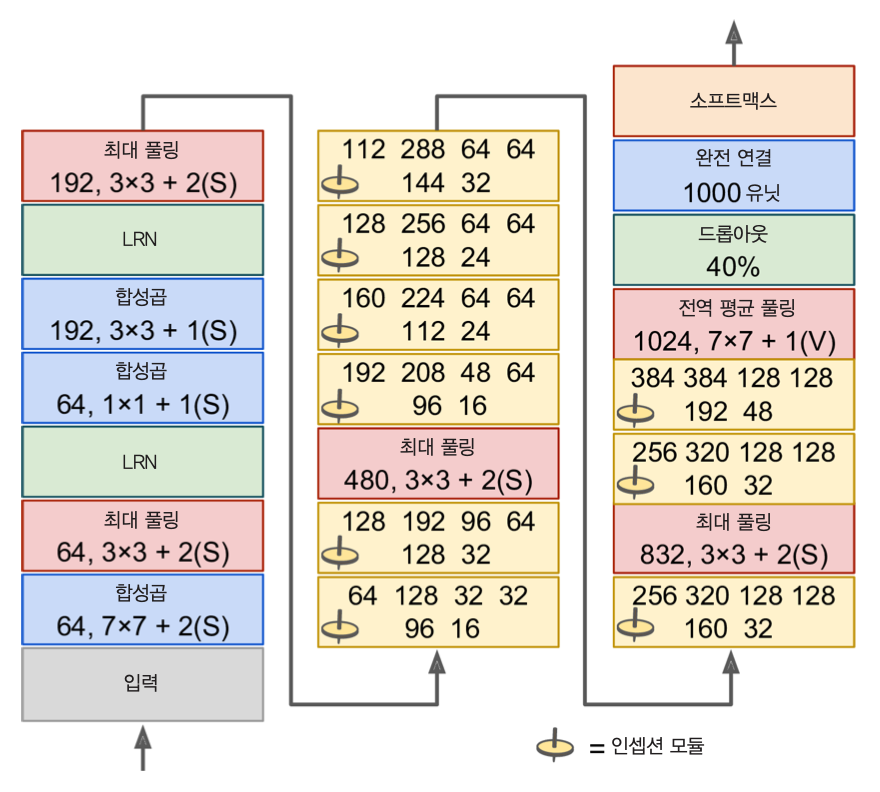 최대 풀링
192, 3×3 + 2(S)
LRN
합성곱
192, 3×3 + 1(S)
합성곱
64, 1×1 + 1(S)
LRN
최대 풀링
64, 3×3 + 2(S)
합성곱
64, 7×7 + 2(S)
입력
112 288 64 64
144 32
128 256 64 64
128 24
160 224 64 64
112 24
192 208 48 64
96 16
최대 풀링
480, 3×3 + 2(S)
128 192 96 64
128 32
64 128 32 32
96 16
소프트맥스
완전 연결
1000 유닛
드롭아웃
40%
전역 평균 풀링
1024, 7×7 + 1(V)
384 384 128 128
192 48
256 320 128 128
160 32
최대 풀링
832, 3×3 + 2(S)
256 320 128 128
160 32
= 인셉션 모듈